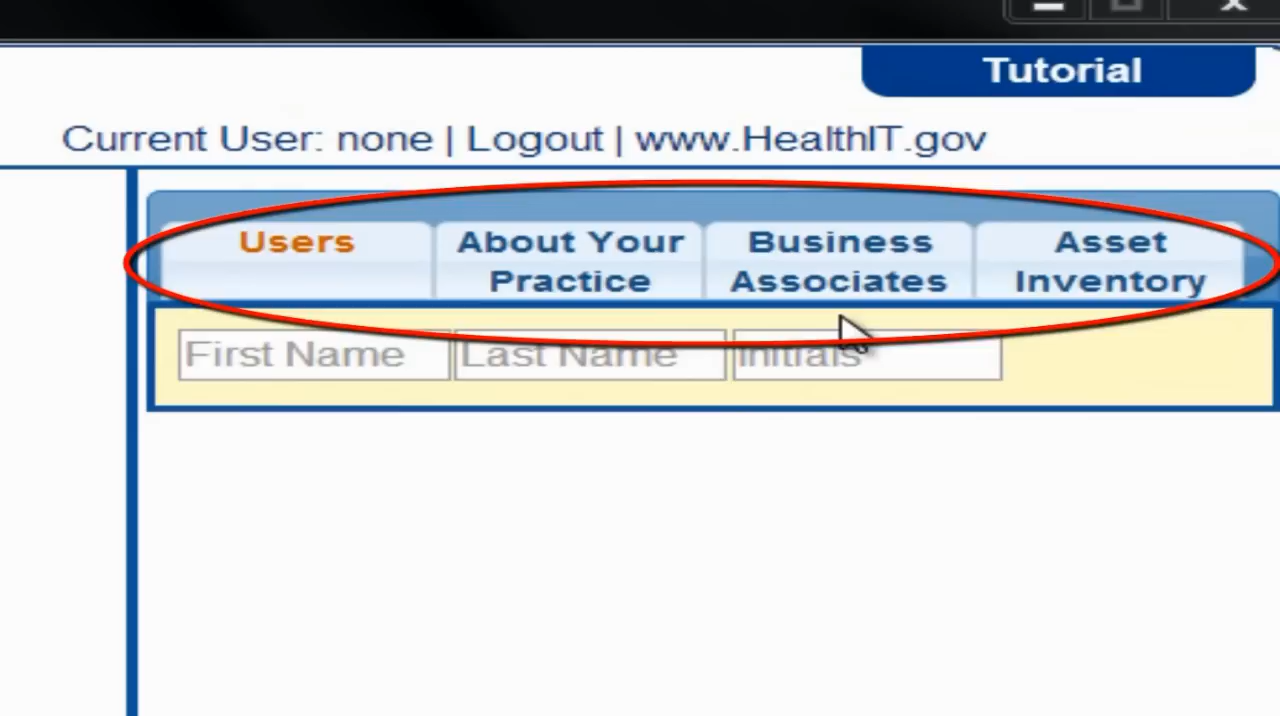 Tutorial
Current User: none | Logout | www.HealthIT.gov
Users
About Your
Practice
Business
Associates
Asset
Inventory
First Name
Last Name
Initials